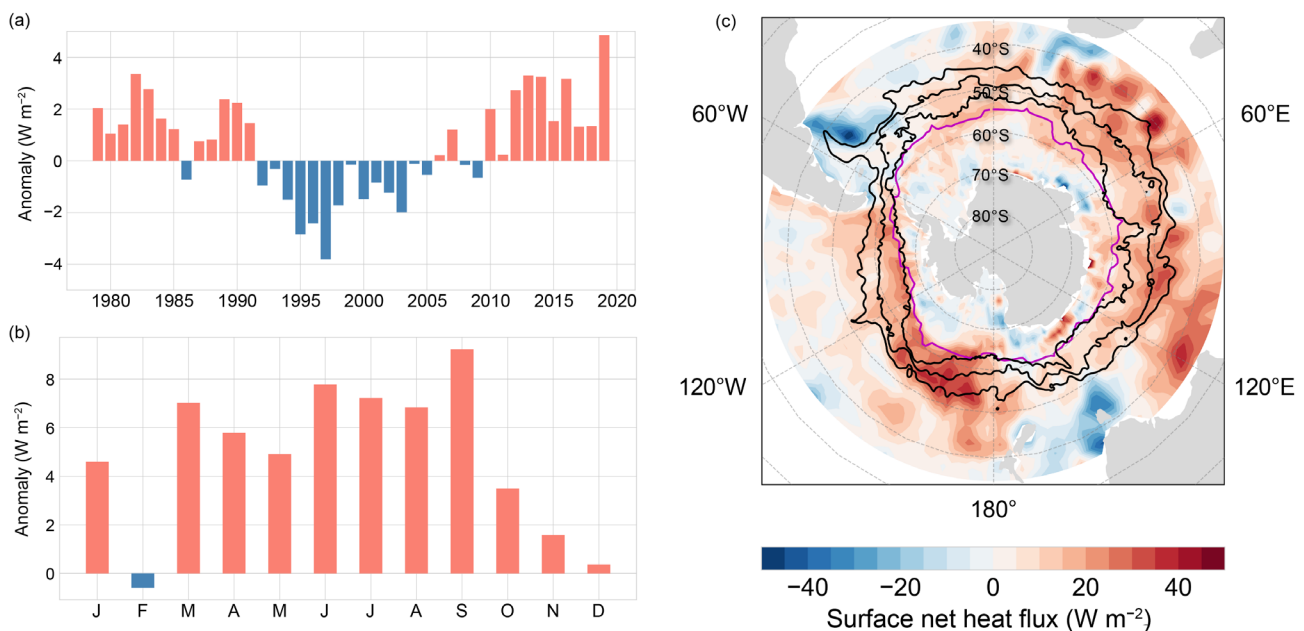 (a)
Anomaly (W m⁻²)
4
2
0
−2
−4
1980 1985 1990 1995 2000 2005 2010 2015 2020
(b)
Anomaly (W m⁻²)
8
6
4
2
0
J F M A M J J A S O N D
(c)
40°S
50°S
60°S
70°S
80°S
60°W
60°E
120°W
120°E
180°
−40 −20 0 20 40
Surface net heat flux (W m⁻²)